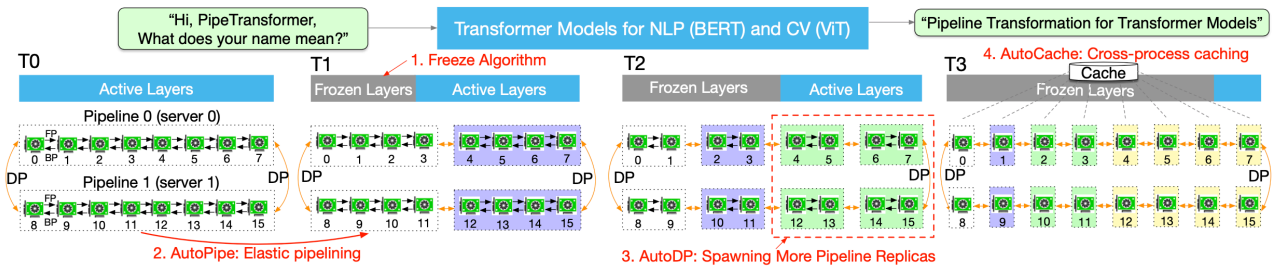 “Hi, PipeTransformer,
What does your name mean?”
Transformer Models for NLP (BERT) and CV (ViT)
“Pipeline Transformation for Transformer Models”
T0
Active Layers
Pipeline 0 (server 0)
FP
0 BP 1 2 3 4 5 6 7
DP DP
Pipeline 1 (server 1)
FP
8 BP 9 10 11 12 13 14 15
2. AutoPipe: Elastic pipelining
T1
1. Freeze Algorithm
Frozen Layers Active Layers
0 1 2 3 4 5 6 7
DP
8 9 10 11 12 13 14 15
T2
Frozen Layers Active Layers
0 1 2 3 4 5 6 7
DP
8 9 10 11 12 13 14 15
3. AutoDP: Spawning More Pipeline Replicas
4. AutoCache: Cross-process caching
T3
Cache
Frozen Layers
0 1 2 3 4 5 6 7
DP DP
8 9 10 11 12 13 14 15